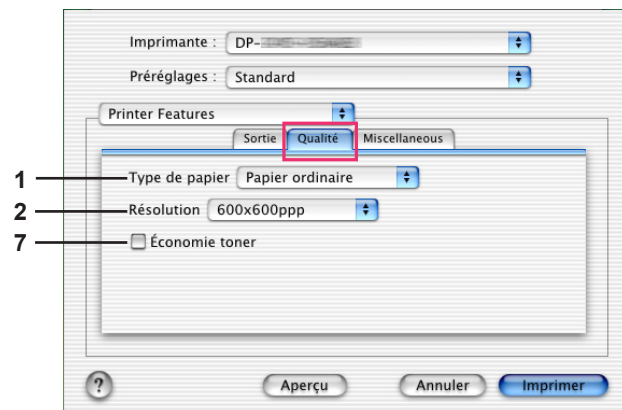 Imprimante : DP-
Préréglages : Standard
Printer Features
Sortie Qualité Miscellaneous
1 Type de papier Papier ordinaire
2 Résolution 600x600ppp
7 Économie toner
? Aperçu Annuler Imprimer